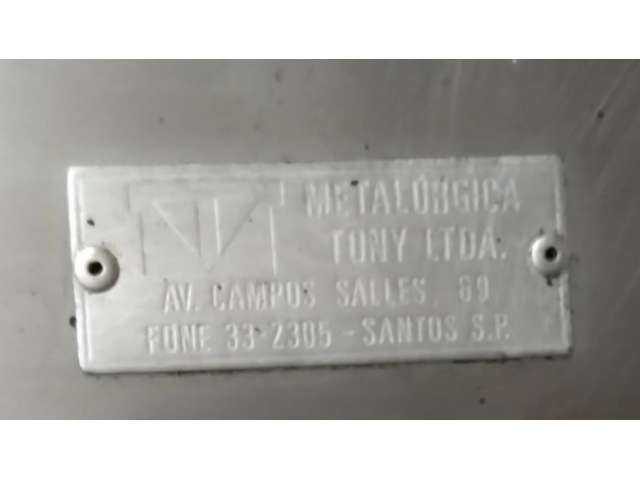 METALÚRGICA
TONY LTDA.
AV. CAMPOS SALLES, 69
FONE 33-2305 - SANTOS S.P.